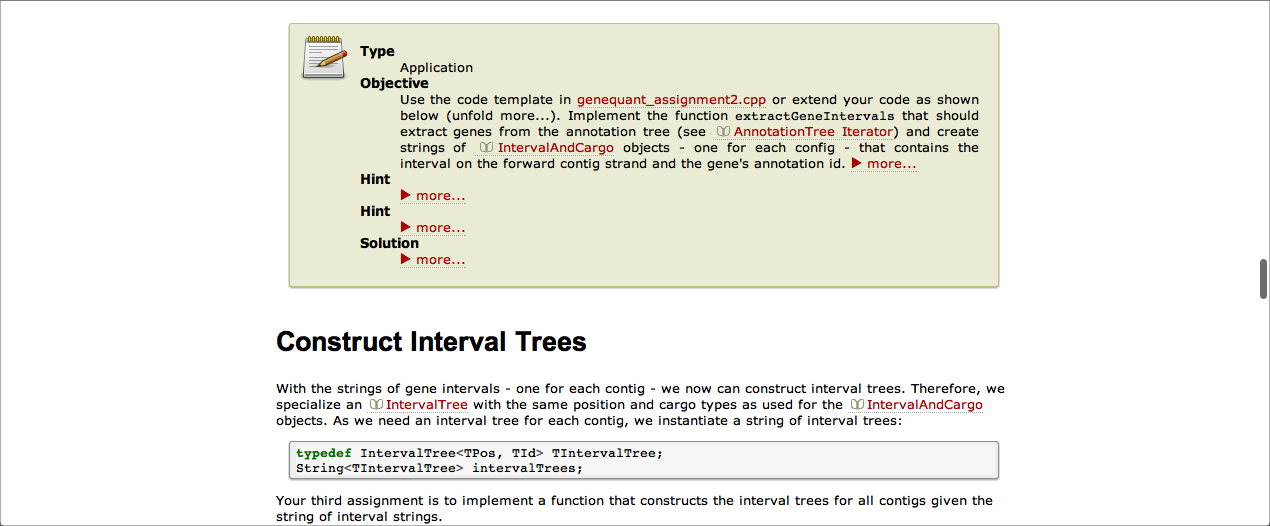 Type
Application
Objective
Use the code template in genequant_assignment2.cpp or extend your code as shown
below (unfold more...). Implement the function extractGeneIntervals that should
extract genes from the annotation tree (see AnnotationTree Iterator) and create
strings of IntervalAndCargo objects - one for each config - that contains the
interval on the forward contig strand and the gene's annotation id. ▶ more...
Hint
▶ more...
Hint
▶ more...
Solution
▶ more...
Construct Interval Trees
With the strings of gene intervals - one for each contig - we now can construct interval trees. Therefore, we
specialize an IntervalTree with the same position and cargo types as used for the IntervalAndCargo
objects. As we need an interval tree for each contig, we instantiate a string of interval trees:
typedef IntervalTree<TPos, TId> TIntervalTree;
String<TIntervalTree> intervalTrees;
Your third assignment is to implement a function that constructs the interval trees for all contigs given the
string of interval strings.